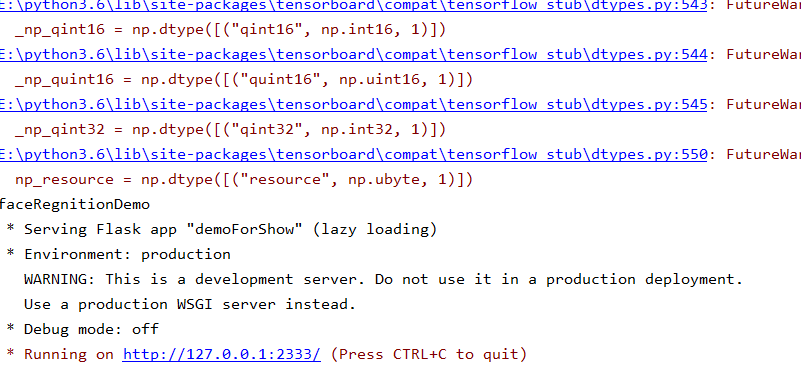 E:\python3.6\lib\site-packages\tensorboard\compat\tensorflow_stub\dtypes.py:543: FutureWar
_np_qint16 = np.dtype([("qint16", np.int16, 1)])
E:\python3.6\lib\site-packages\tensorboard\compat\tensorflow_stub\dtypes.py:544: FutureWar
_np_quint16 = np.dtype([("quint16", np.uint16, 1)])
E:\python3.6\lib\site-packages\tensorboard\compat\tensorflow_stub\dtypes.py:545: FutureWar
_np_qint32 = np.dtype([("qint32", np.int32, 1)])
E:\python3.6\lib\site-packages\tensorboard\compat\tensorflow_stub\dtypes.py:550: FutureWar
np_resource = np.dtype([("resource", np.ubyte, 1)])
faceRegnitionDemo
* Serving Flask app "demoForShow" (lazy loading)
* Environment: production
WARNING: This is a development server. Do not use it in a production deployment.
Use a production WSGI server instead.
* Debug mode: off
* Running on http://127.0.0.1:2333/ (Press CTRL+C to quit)